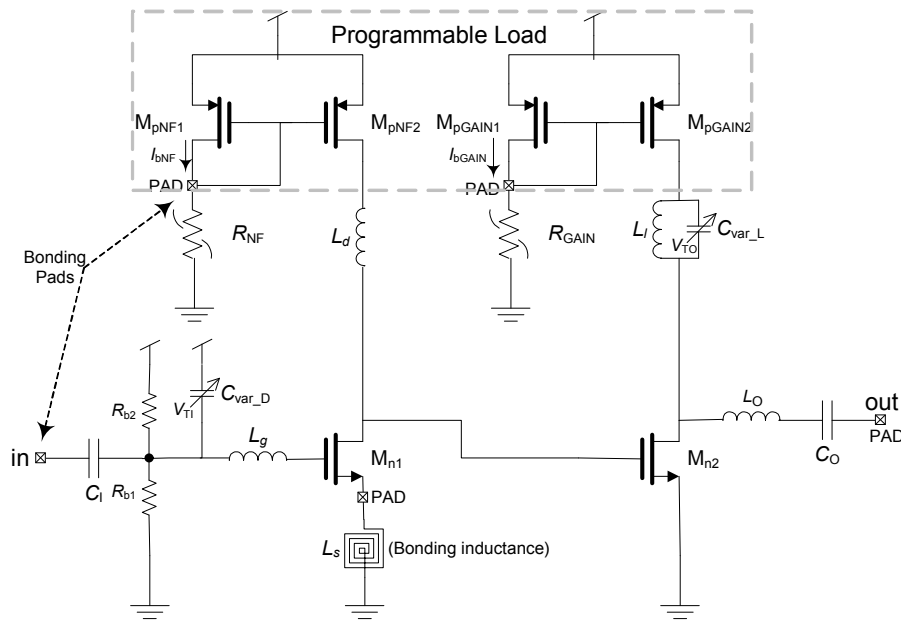 Programmable Load
MpNF1
MpNF2
MpGAIN1
MpGAIN2
IbNF
IbGAIN
PAD
PAD
Bonding
Pads
RNF
Ld
RGAIN
Ll
VTO
Cvar_L
Rb2
VTI
Cvar_D
Lg
LO
out
in
CI
Rb1
Mn1
Mn2
CO
PAD
PAD
Ls
(Bonding inductance)